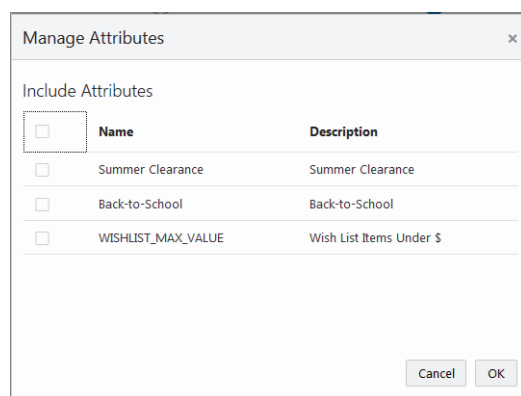 Manage Attributes ×
Include Attributes
Name Description
Summer Clearance Summer Clearance
Back-to-School Back-to-School
WISHLIST_MAX_VALUE Wish List Items Under $
Cancel OK